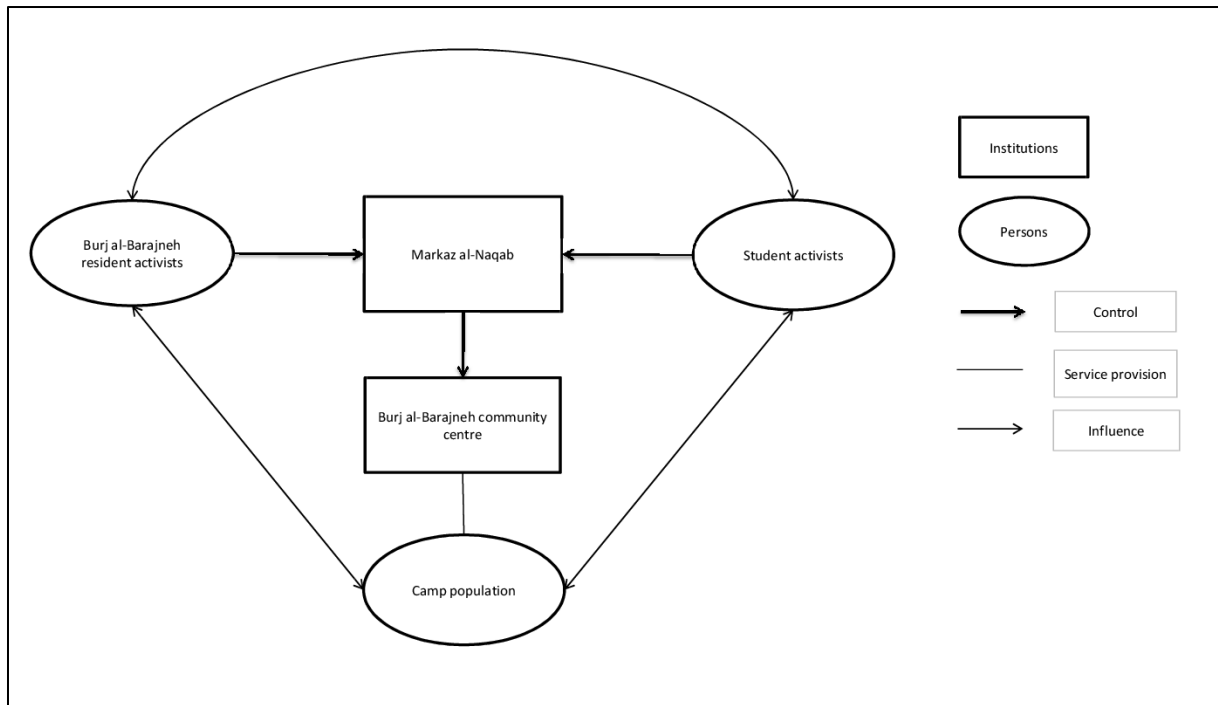 Burj al-Barajneh
resident activists
Markaz al-Naqab
Student activists
Burj al-Barajneh community
centre
Camp population
Institutions
Persons
Control
Service provision
Influence